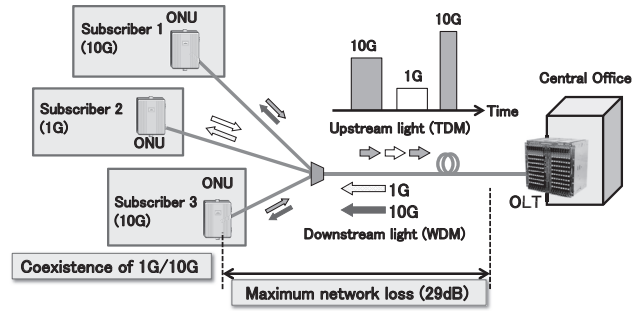 Subscriber 1
(10G)
ONU
Subscriber 2
(1G)
ONU
Subscriber 3
(10G)
ONU
10G
1G
10G
Time
Upstream light (TDM)
Central Office
OLT
1G
10G
Downstream light (WDM)
Coexistence of 1G/10G
Maximum network loss (29dB)